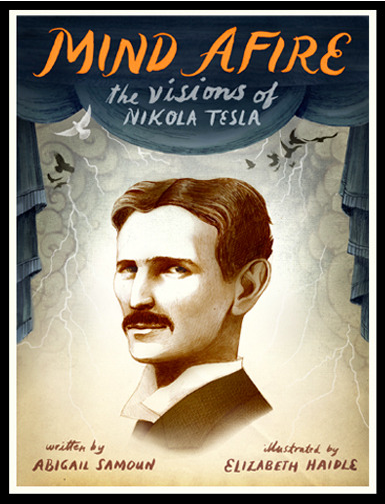 MIND AFIRE
the visions of
NIKOLA TESLA
written by
ABIGAIL SAMOUN
illustrated by
ELIZABETH HAIDLE